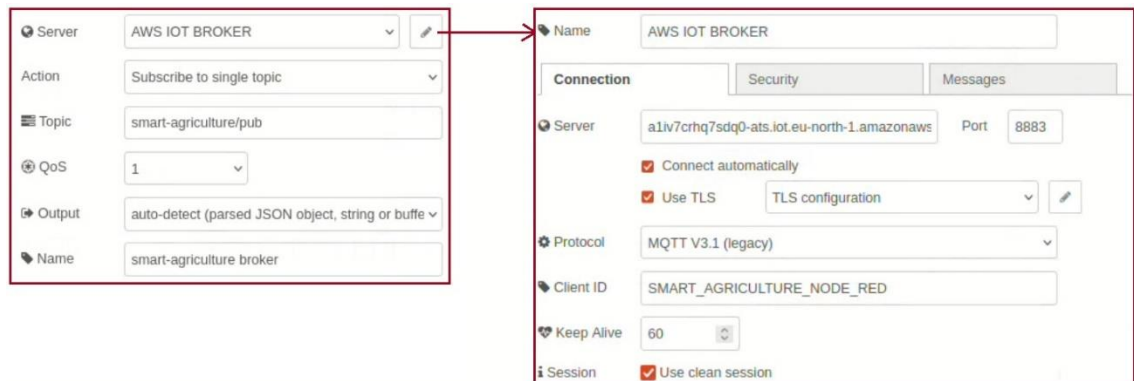 Server AWS IOT BROKER
Action Subscribe to single topic
Topic smart-agriculture/pub
QoS 1
Output auto-detect (parsed JSON object, string or buffe
Name smart-agriculture broker
Name AWS IOT BROKER
Connection Security Messages
Server a1iv7crhq7sdq0-ats.iot.eu-north-1.amazonaws Port 8883
Connect automatically
Use TLS TLS configuration
Protocol MQTT V3.1 (legacy)
Client ID SMART_AGRICULTURE_NODE_RED
Keep Alive 60
Session Use clean session